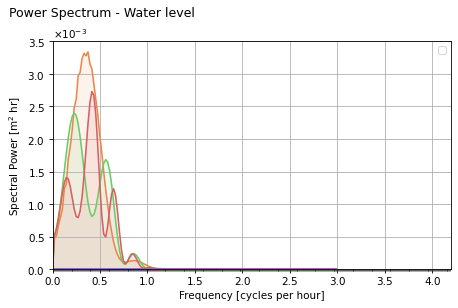 Power Spectrum - Water level
×10⁻³
3.5
3.0
2.5
2.0
1.5
1.0
0.5
0.0
Spectral Power [m² hr]
0.0 0.5 1.0 1.5 2.0 2.5 3.0 3.5 4.0
Frequency [cycles per hour]